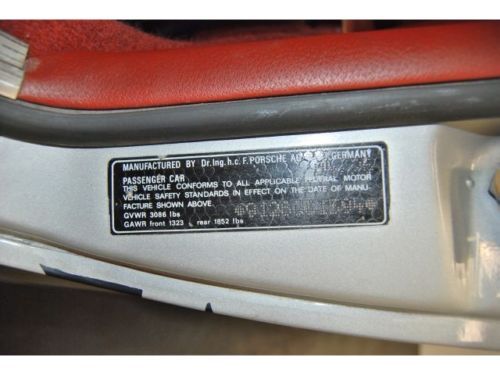 MANUFACTURED BY Dr.Ing.h.c.F.PORSCHE GERMANY
PASSENGER CAR
THIS VEHICLE CONFORMS TO ALL APPLICABLE FEDERAL MOTOR
VEHICLE SAFETY STANDARDS IN EFFECT ON THE DATE OF MANU-
FACTURE SHOWN ABOVE
GVWR 3086 lbs
GAWR front 1323 rear 1852 lbs